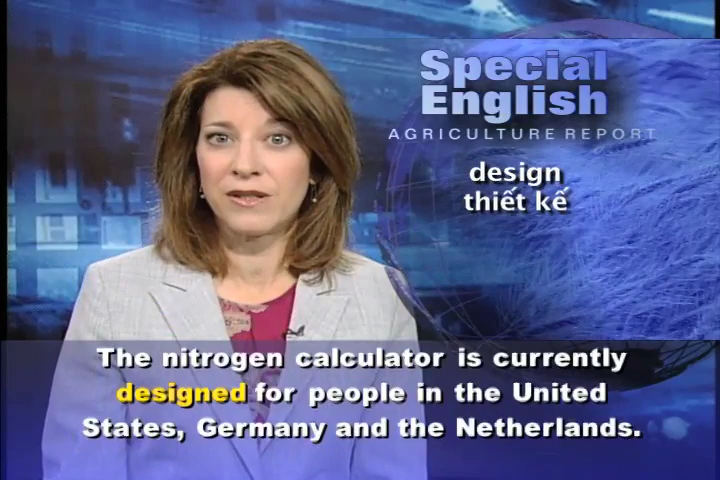 Special
English
AGRICULTURE REPORT
design
thiết kế
The nitrogen calculator is currently
designed for people in the United
States, Germany and the Netherlands.